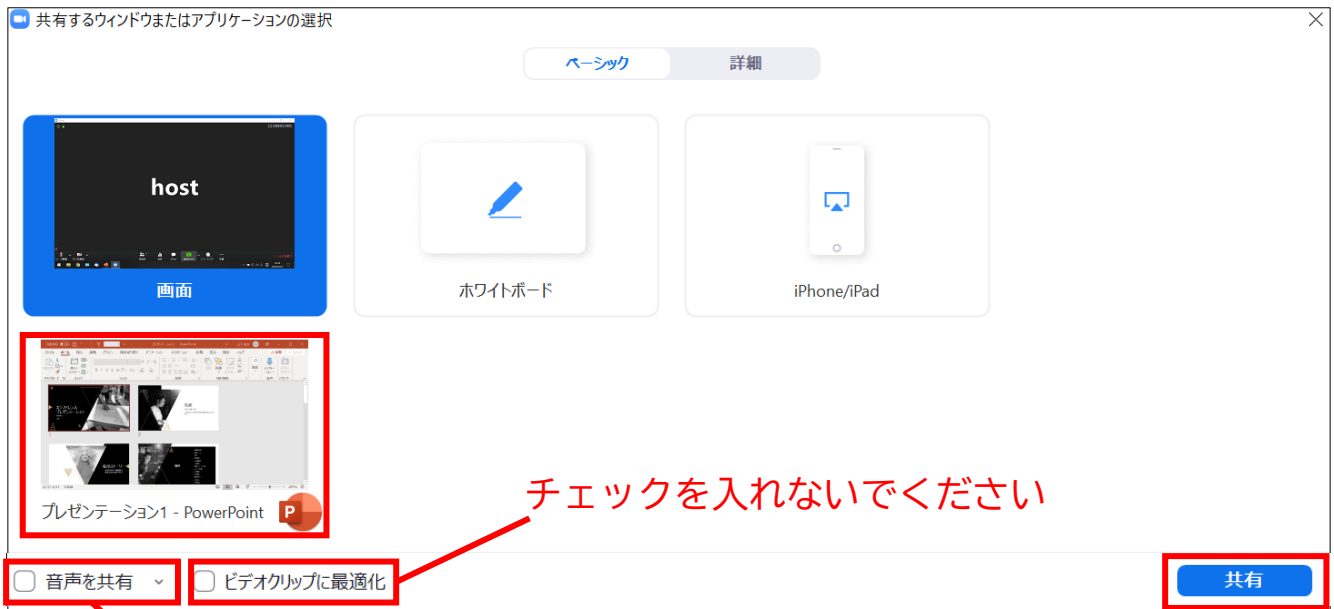 共有するウィンドウまたはアプリケーションの選択
ベーシック
詳細
host
画面
ホワイトボード
iPhone/iPad
プレゼンテーション1 - PowerPoint
P
チェックを入れないでください
音声を共有
ビデオクリップに最適化
共有